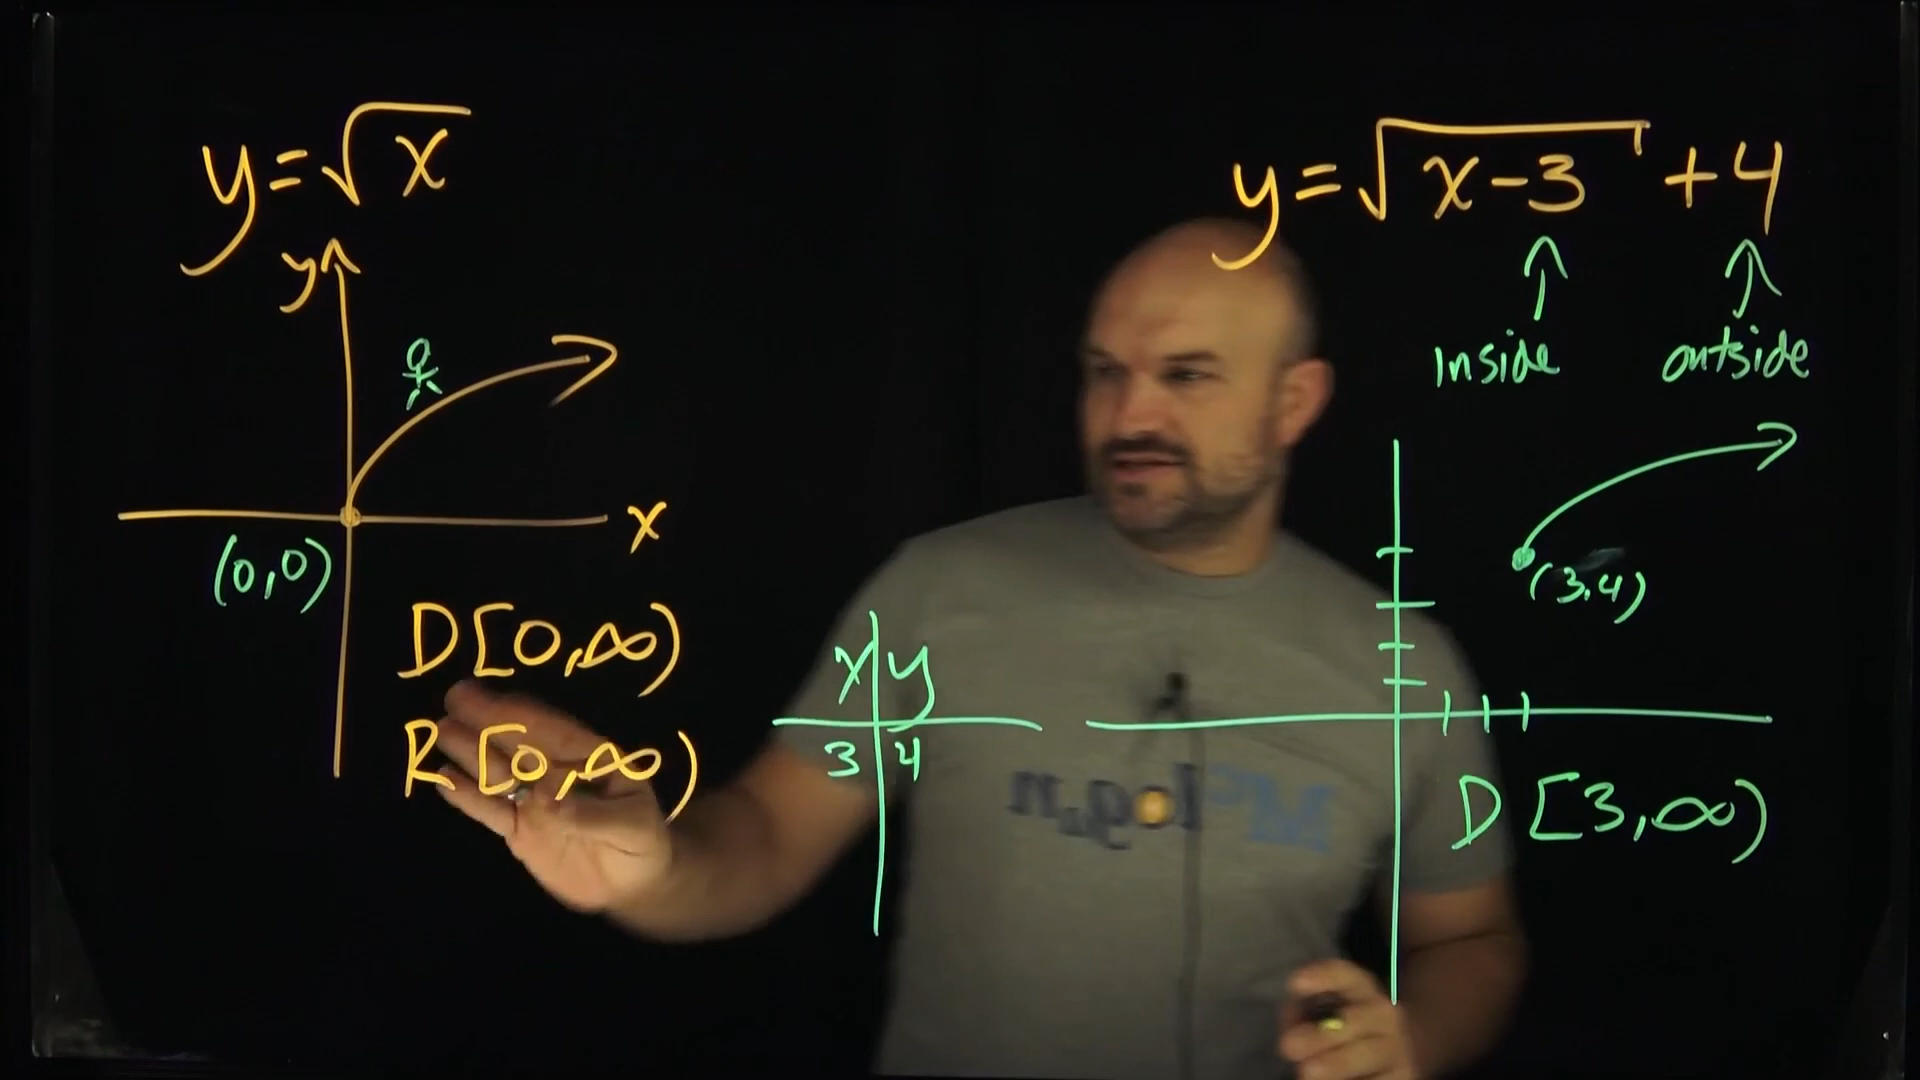 y=√x
y
x
(0,0)
D[0,∞)
R[0,∞)
x y
3 4
y=√x-3 +4
inside outside
(3,4)
D [3,∞)